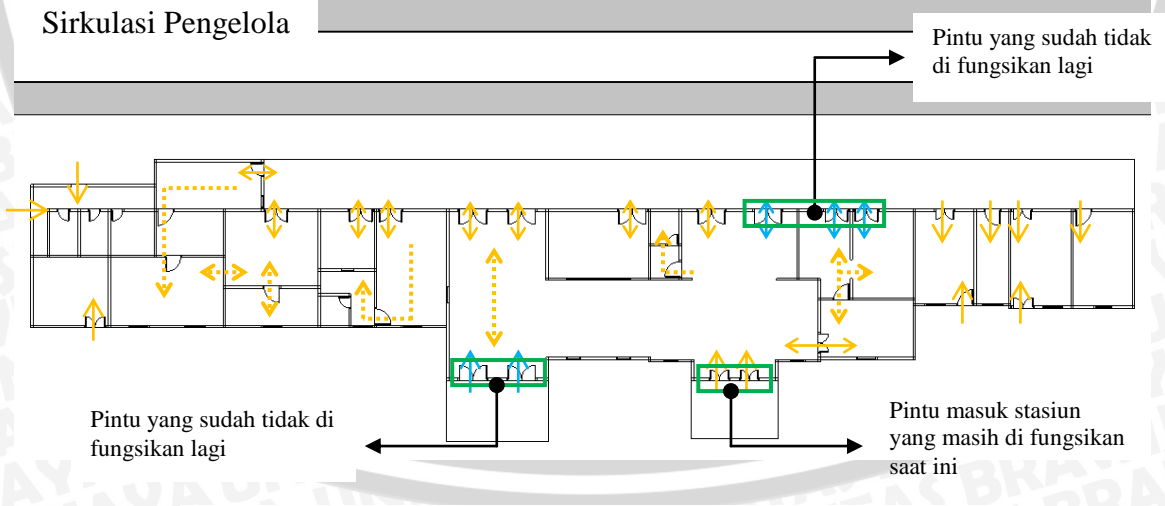 Sirkulasi Pengelola
Pintu yang sudah tidak
di fungsikan lagi
Pintu yang sudah tidak di
fungsikan lagi
Pintu masuk stasiun
yang masih di fungsikan
saat ini